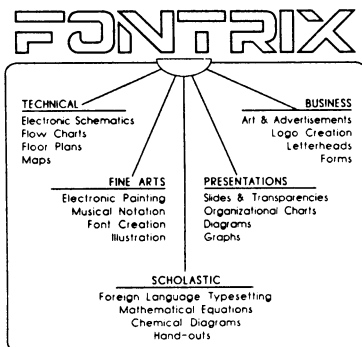 FONTRIX
TECHNICAL
Electronic Schematics
Flow Charts
Floor Plans
Maps
BUSINESS
Art & Advertisements
Logo Creation
Letterheads
Forms
FINE ARTS
Electronic Painting
Musical Notation
Font Creation
Illustration
PRESENTATIONS
Slides & Transparencies
Organizational Charts
Diagrams
Graphs
SCHOLASTIC
Foreign Language Typesetting
Mathematical Equations
Chemical Diagrams
Hand-outs